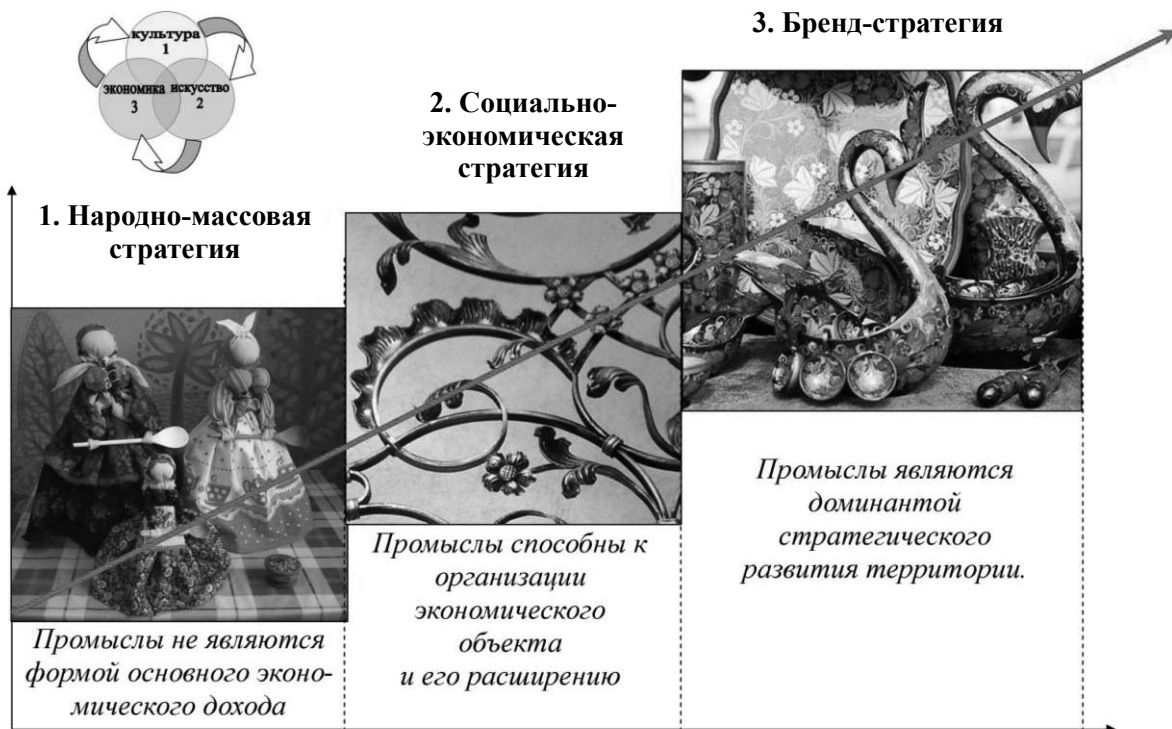 культура
1
экономика
3
искусство
2
1. Народно-массовая
стратегия
2. Социально-
экономическая
стратегия
3. Бренд-стратегия
Промыслы не являются
формой основного эконо-
мического дохода
Промыслы способны к
организации
экономического
объекта
и его расширению
Промыслы являются
доминантой
стратегического
развития территории.